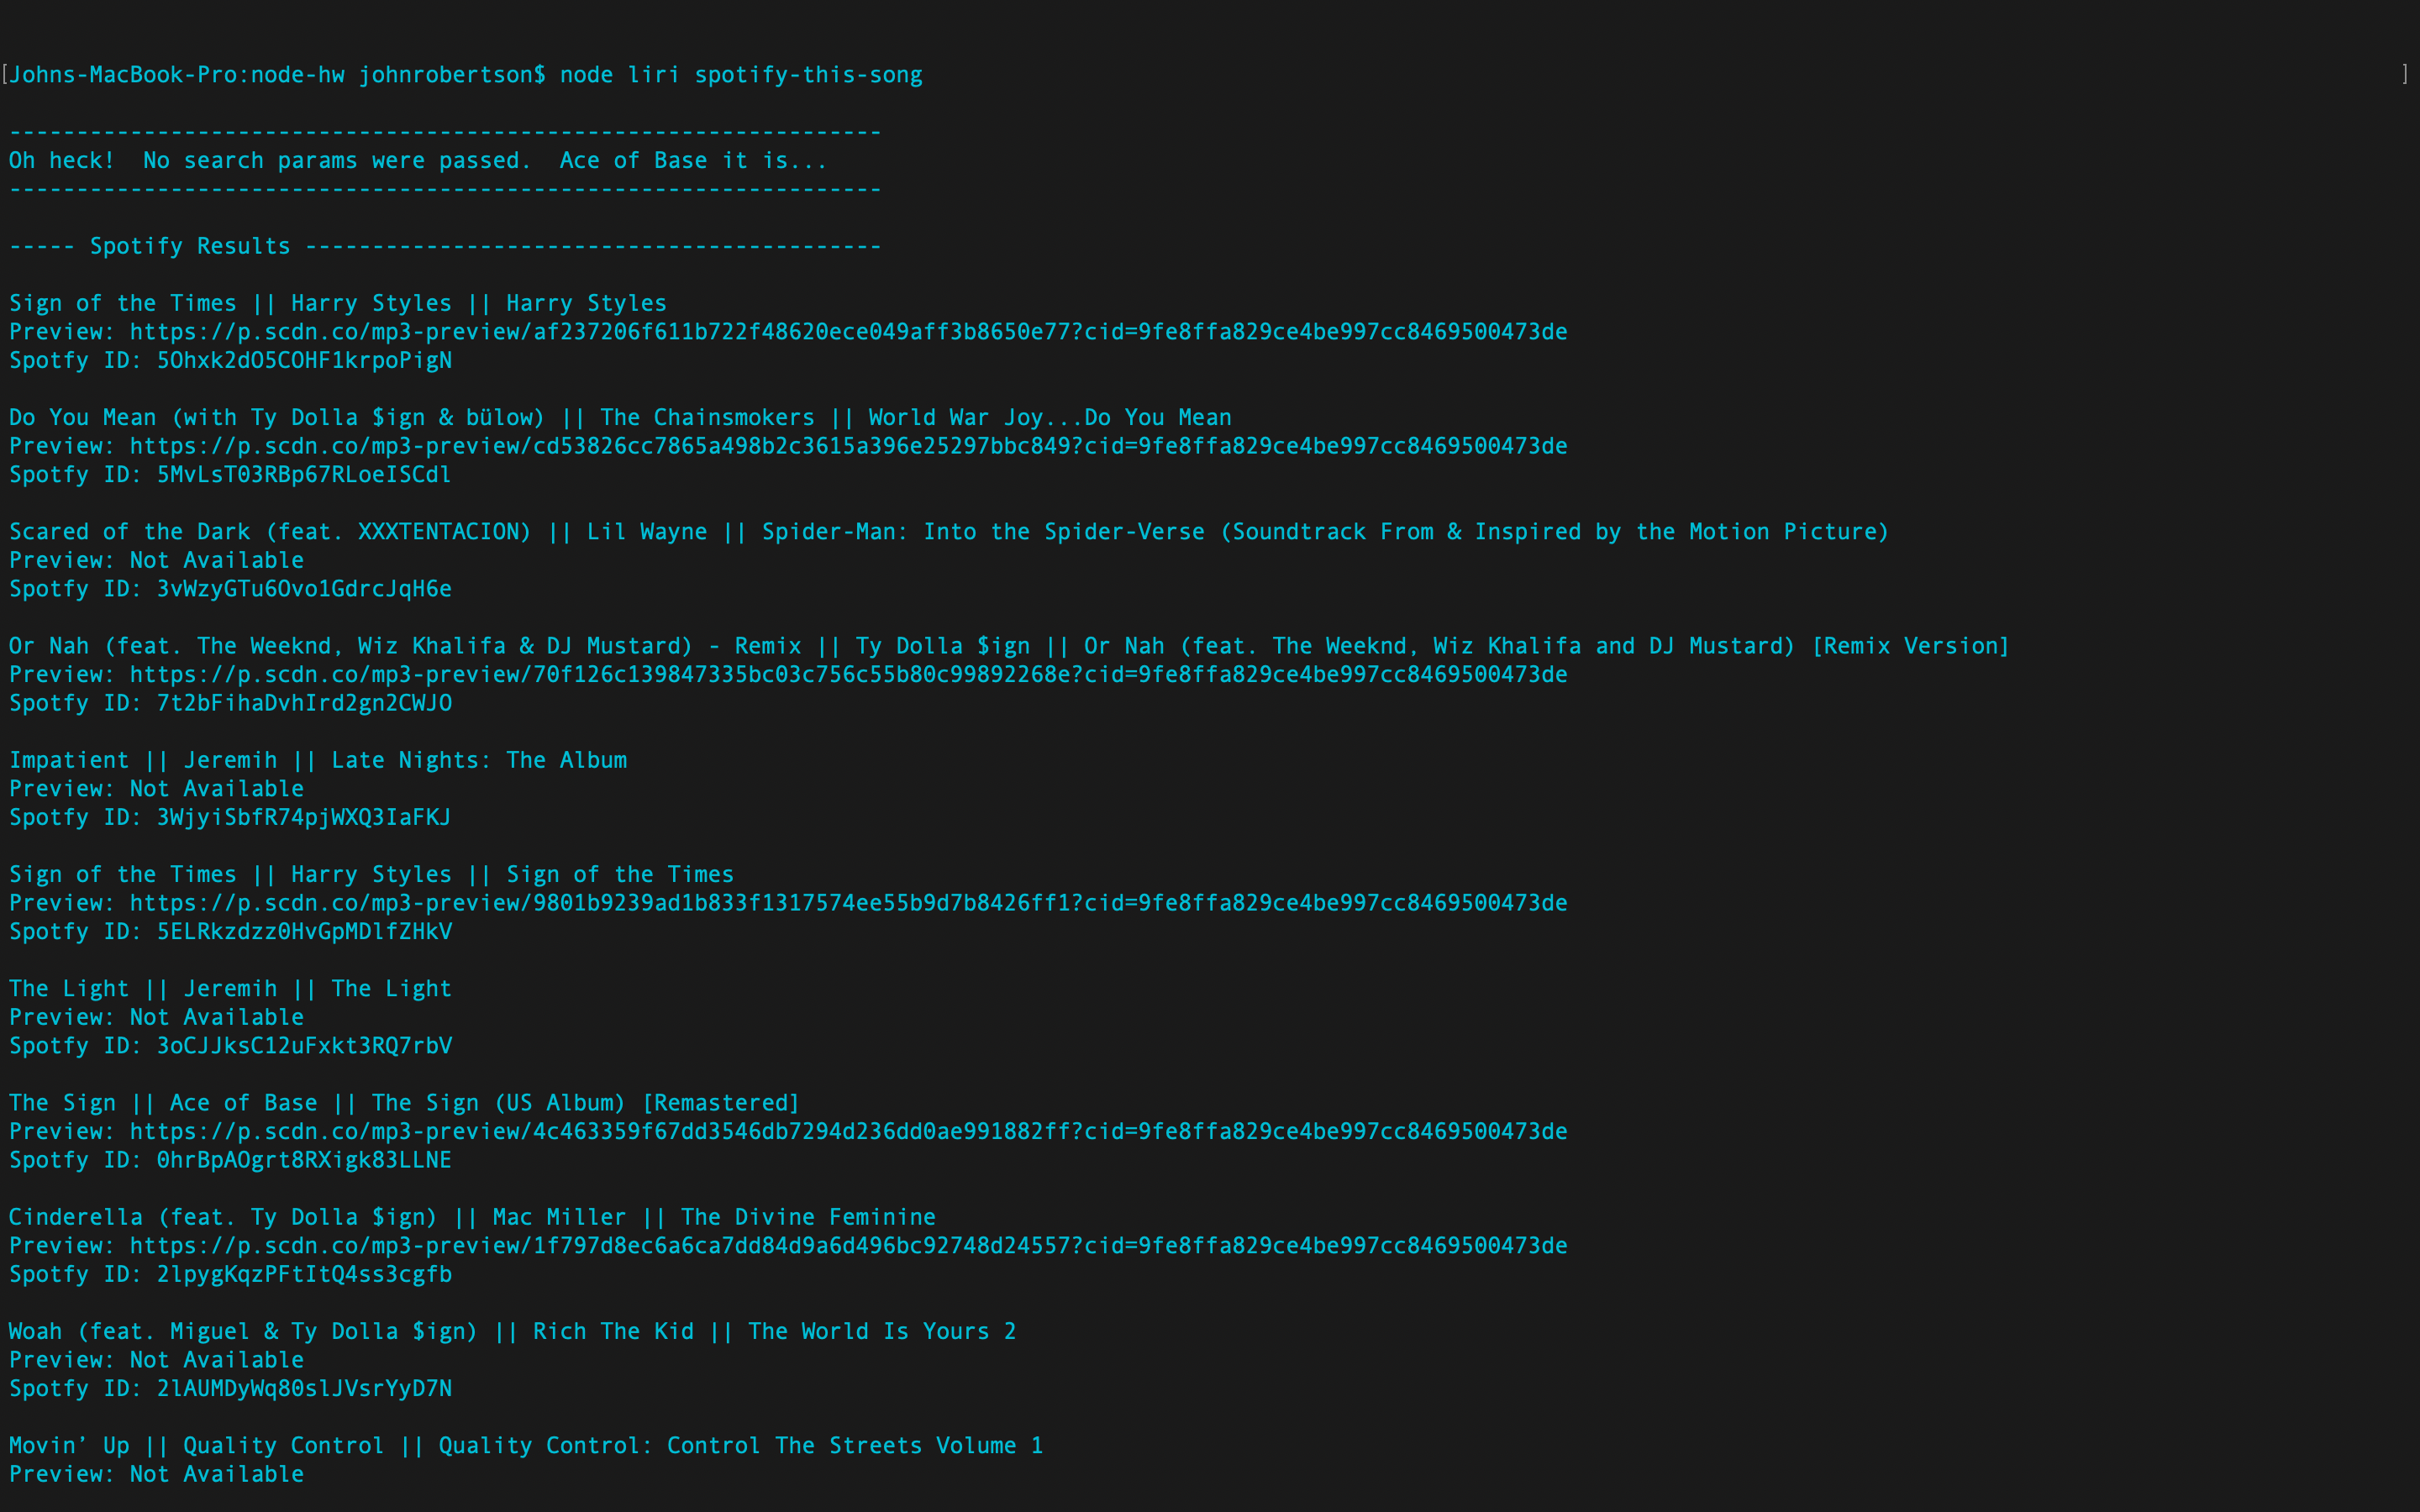 [Johns-MacBook-Pro:node-hw johnrobertson$ node liri spotify-this-song ]
-----------------------------------------------------------------
Oh heck!  No search params were passed.  Ace of Base it is...
-----------------------------------------------------------------
----- Spotify Results -------------------------------------------
Sign of the Times || Harry Styles || Harry Styles
Preview: https://p.scdn.co/mp3-preview/af237206f611b722f48620ece049aff3b8650e77?cid=9fe8ffa829ce4be997cc8469500473de
Spotfy ID: 5Ohxk2dO5COHF1krpoPigN
Do You Mean (with Ty Dolla $ign & bülow) || The Chainsmokers || World War Joy...Do You Mean
Preview: https://p.scdn.co/mp3-preview/cd53826cc7865a498b2c3615a396e25297bbc849?cid=9fe8ffa829ce4be997cc8469500473de
Spotfy ID: 5MvLsT03RBp67RLoeISCdl
Scared of the Dark (feat. XXXTENTACION) || Lil Wayne || Spider-Man: Into the Spider-Verse (Soundtrack From & Inspired by the Motion Picture)
Preview: Not Available
Spotfy ID: 3vWzyGTu6Ovo1GdrcJqH6e
Or Nah (feat. The Weeknd, Wiz Khalifa & DJ Mustard) - Remix || Ty Dolla $ign || Or Nah (feat. The Weeknd, Wiz Khalifa and DJ Mustard) [Remix Version]
Preview: https://p.scdn.co/mp3-preview/70f126c139847335bc03c756c55b80c99892268e?cid=9fe8ffa829ce4be997cc8469500473de
Spotfy ID: 7t2bFihaDvhIrd2gn2CWJO
Impatient || Jeremih || Late Nights: The Album
Preview: Not Available
Spotfy ID: 3WjyiSbfR74pjWXQ3IaFKJ
Sign of the Times || Harry Styles || Sign of the Times
Preview: https://p.scdn.co/mp3-preview/9801b9239ad1b833f1317574ee55b9d7b8426ff1?cid=9fe8ffa829ce4be997cc8469500473de
Spotfy ID: 5ELRkzdzz0HvGpMDlfZHkV
The Light || Jeremih || The Light
Preview: Not Available
Spotfy ID: 3oCJJksC12uFxkt3RQ7rbV
The Sign || Ace of Base || The Sign (US Album) [Remastered]
Preview: https://p.scdn.co/mp3-preview/4c463359f67dd3546db7294d236dd0ae991882ff?cid=9fe8ffa829ce4be997cc8469500473de
Spotfy ID: 0hrBpAOgrt8RXigk83LLNE
Cinderella (feat. Ty Dolla $ign) || Mac Miller || The Divine Feminine
Preview: https://p.scdn.co/mp3-preview/1f797d8ec6a6ca7dd84d9a6d496bc92748d24557?cid=9fe8ffa829ce4be997cc8469500473de
Spotfy ID: 2lpygKqzPFtItQ4ss3cgfb
Woah (feat. Miguel & Ty Dolla $ign) || Rich The Kid || The World Is Yours 2
Preview: Not Available
Spotfy ID: 2lAUMDyWq80slJVsrYyD7N
Movin’ Up || Quality Control || Quality Control: Control The Streets Volume 1
Preview: Not Available